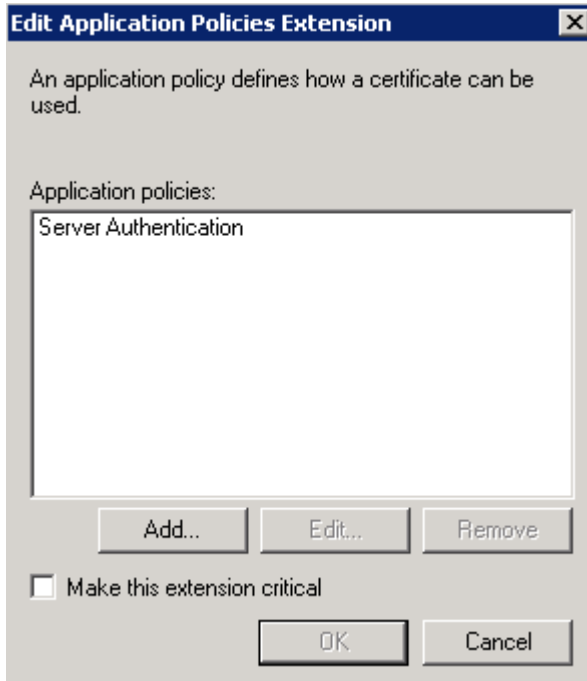 Edit Application Policies Extension
An application policy defines how a certificate can be
used.
Application policies:
Server Authentication
Add... Edit... Remove
Make this extension critical
OK Cancel